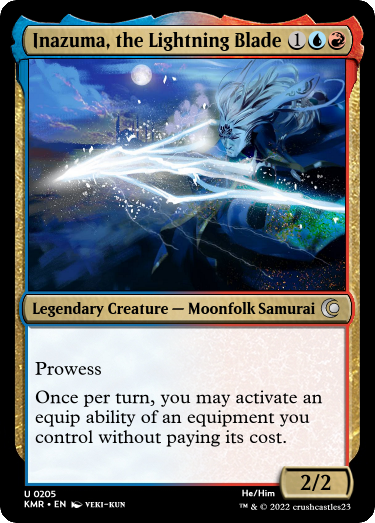 Inazuma, the Lightning Blade 1
Legendary Creature — Moonfolk Samurai
Prowess
Once per turn, you may activate an
equip ability of an equipment you
control without paying its cost.
2/2
U 0205
He/Him
KMR • EN VEKI-KUN
™ & © 2022 crushcastles23